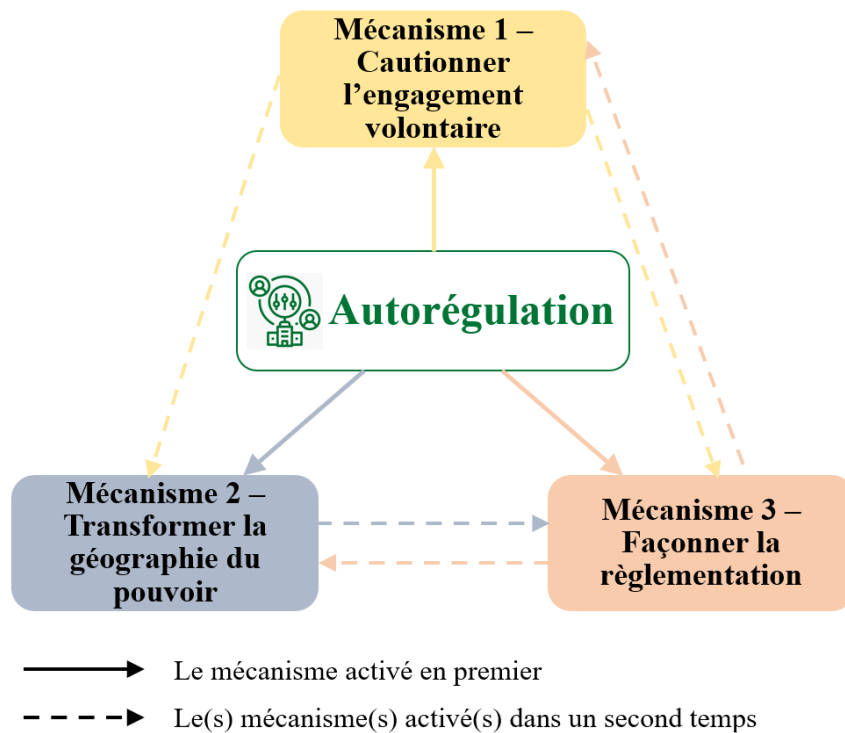 Mécanisme 1 –
Cautionner
l’engagement
volontaire
Autorégulation
Mécanisme 2 –
Transformer la
géographie du
pouvoir
Mécanisme 3 –
Façonner la
règlementation
Le mécanisme activé en premier
Le(s) mécanisme(s) activé(s) dans un second temps